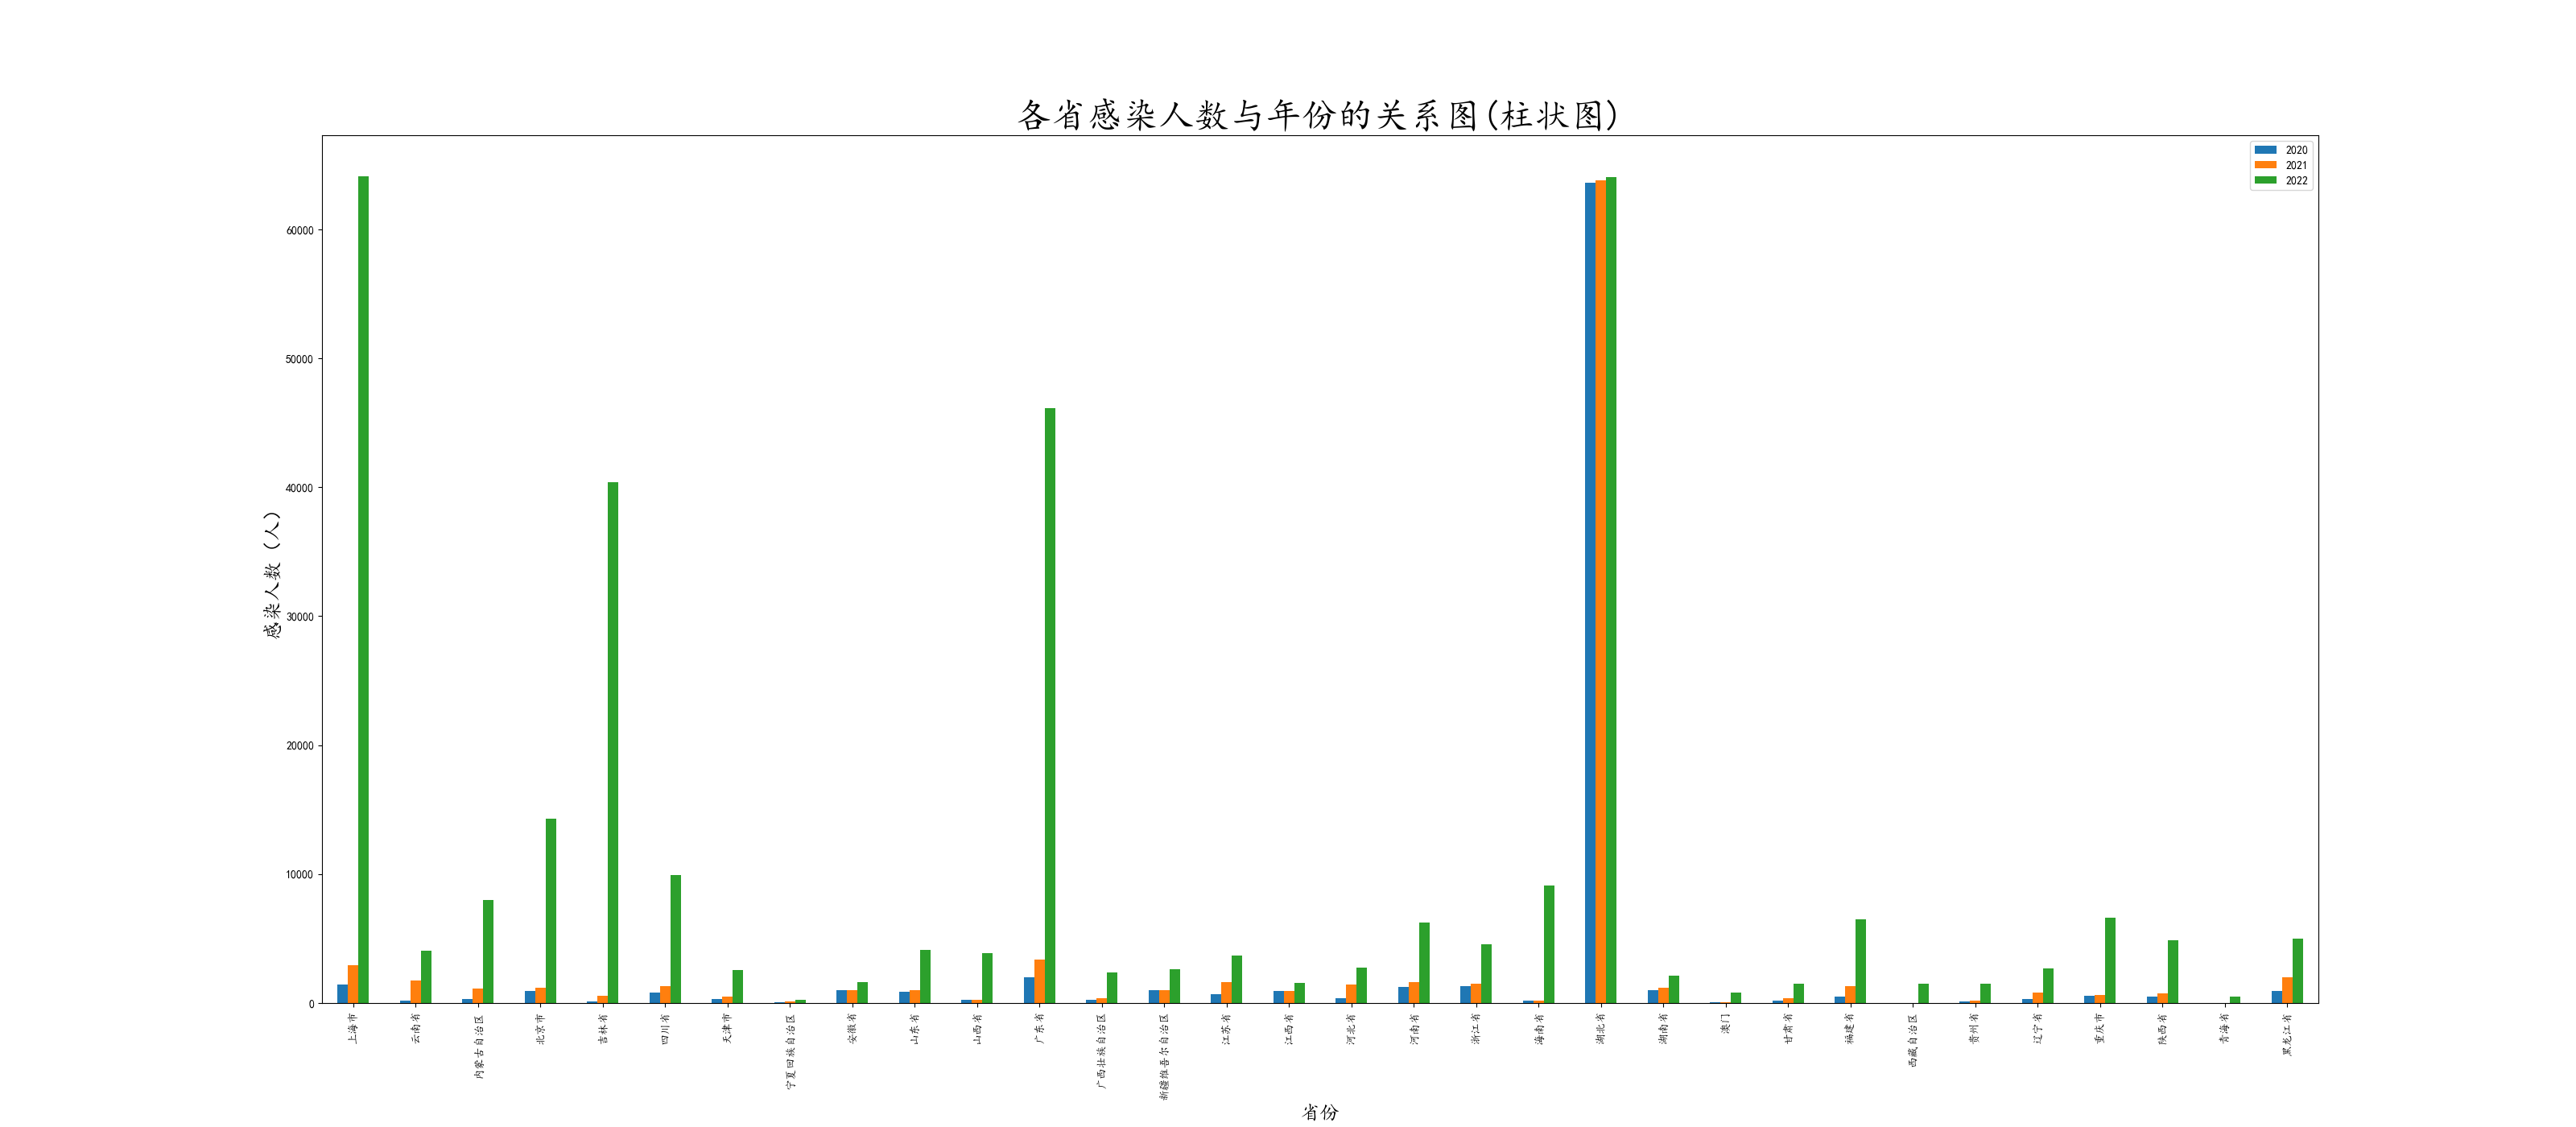 各省感染人数与年份的关系图(柱状图)
2020
2021
2022
60000
50000
40000
30000
20000
10000
0
感染人数（人）
上海市
云南省
内蒙古自治区
北京市
吉林省
四川省
天津市
宁夏回族自治区
安徽省
山东省
山西省
广东省
广西壮族自治区
新疆维吾尔自治区
江苏省
江西省
河北省
河南省
浙江省
海南省
湖北省
湖南省
澳门
甘肃省
福建省
西藏自治区
贵州省
辽宁省
重庆市
陕西省
青海省
黑龙江省
省份